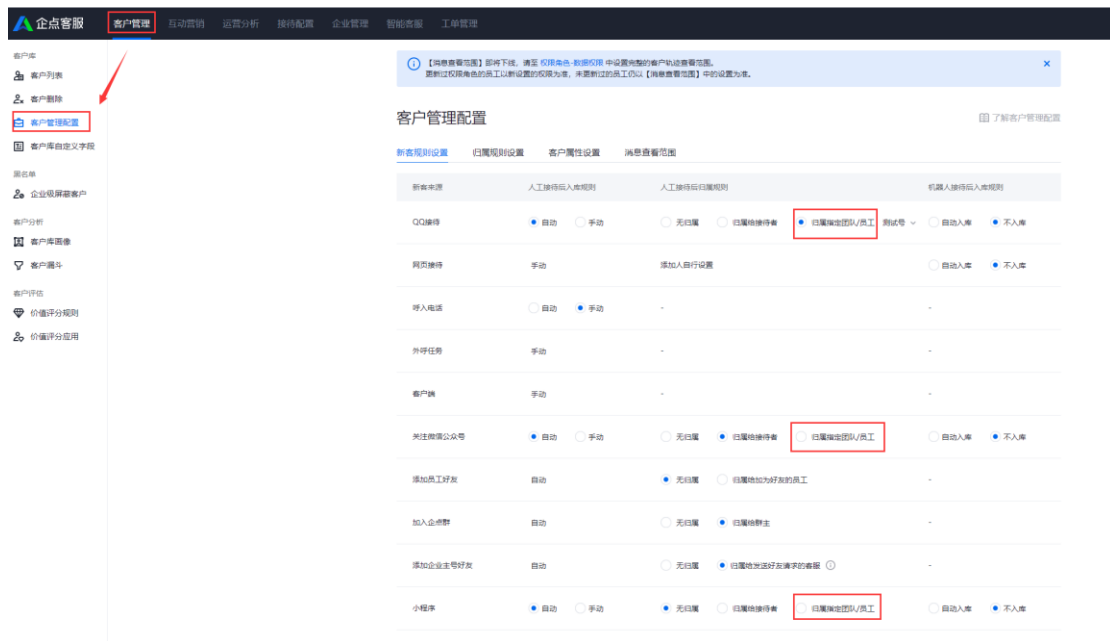 企点客服 客户管理 互动营销 运营分析 接待配置 企业管理 智能客服 工单管理
客户库
客户列表
客户删除
客户管理配置
客户库自定义字段
黑名单
企业级屏蔽客户
客户分析
客户库画像
客户漏斗
客户评估
价值评分规则
价值评分应用
【消息查看范围】即将下线，请至 权限角色-数据权限 中设置完整的客户轨迹查看范围。
更新过权限角色的员工以新设置的权限为准，未更新过的员工仍以【消息查看范围】中的设置为准。
客户管理配置 了解客户管理配置
新客规则设置 归属规则设置 客户属性设置 消息查看范围
新客来源 人工接待后入库规则 人工接待后归属规则 机器人接待后入库规则
QQ接待 自动 手动 无归属 归属给接待者 归属指定团队/员工 测试号 自动入库 不入库
网页接待 手动 添加人自行设置 自动入库 不入库
呼入电话 自动 手动 - -
外呼任务 手动 - -
客户端 手动 - -
关注微信公众号 自动 手动 无归属 归属给接待者 归属指定团队/员工 自动入库 不入库
添加员工好友 自动 无归属 归属给加为好友的员工 -
加入企点群 自动 无归属 归属给群主 -
添加企业主号好友 自动 无归属 归属给发送好友请求的客服 -
小程序 自动 手动 无归属 归属给接待者 归属指定团队/员工 自动入库 不入库